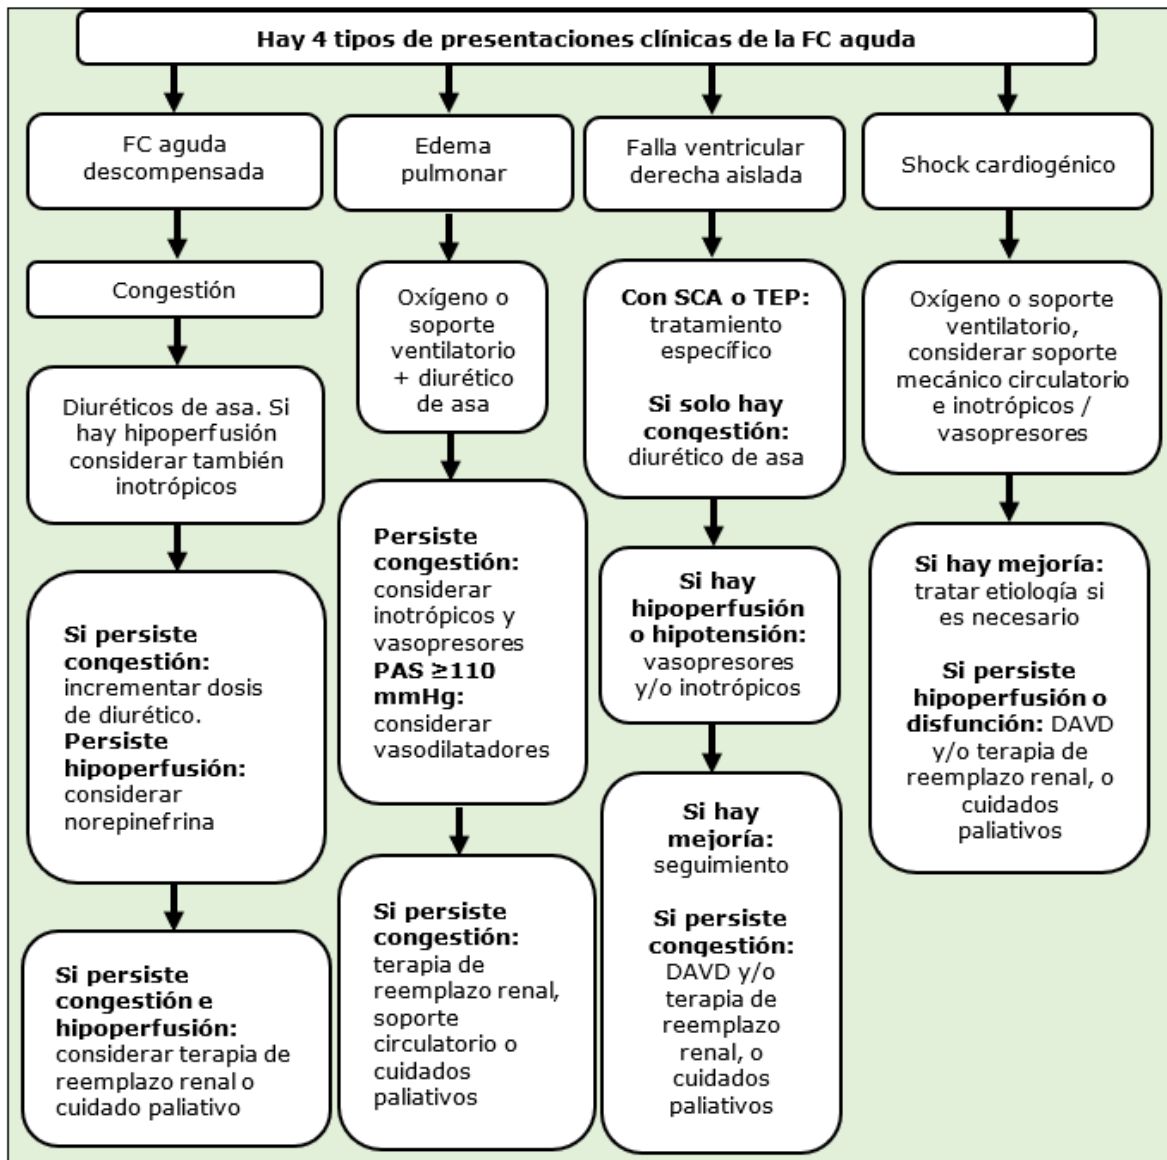 Hay 4 tipos de presentaciones clínicas de la FC aguda
FC aguda
descompensada
Congestión
Diuréticos de asa. Si
hay hipoperfusión
considerar también
inotrópicos
Si persiste
congestión:
incrementar dosis
de diurético.
Persiste
hipoperfusión:
considerar
norepinefrina
Si persiste
congestión e
hipoperfusión:
considerar terapia de
reemplazo renal o
cuidado paliativo
Edema
pulmonar
Oxígeno o
soporte
ventilatorio
+ diurético
de asa
Persiste
congestión:
considerar
inotrópicos y
vasopresores
PAS ≥110
mmHg:
considerar
vasodilatadores
Si persiste
congestión:
terapia de
reemplazo renal,
soporte
circulatorio o
cuidados
paliativos
Falla ventricular
derecha aislada
Con SCA o TEP:
tratamiento
específico
Si solo hay
congestión:
diurético de asa
Si hay
hipoperfusión
o hipotensión:
vasopresores
y/o inotrópicos
Si hay
mejoría:
seguimiento
Si persiste
congestión:
DAVD y/o
terapia de
reemplazo
renal, o
cuidados
paliativos
Shock cardiogénico
Oxígeno o soporte
ventilatorio,
considerar soporte
mecánico circulatorio
e inotrópicos /
vasopresores
Si hay mejoría:
tratar etiología si
es necesario
Si persiste
hipoperfusión o
disfunción: DAVD
y/o terapia de
reemplazo renal, o
cuidados
paliativos